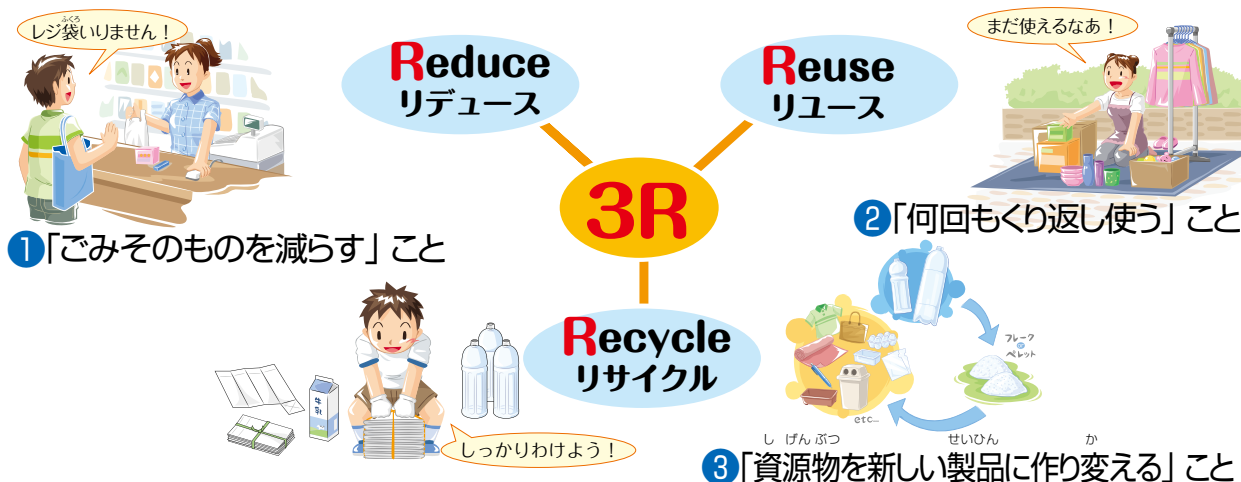 ふくろ
レジ袋いりません！
Reduce
リデュース
❶「ごみそのものを減らす」こと
3R
Reuse
リユース
まだ使えるなあ！
❷「何回もくり返し使う」こと
Recycle
リサイクル
牛乳
しっかりわけよう！
フレーク
or
ペレット
etc...
し げん ぶつ せいひん か
❸「資源物を新しい製品に作り変える」こと